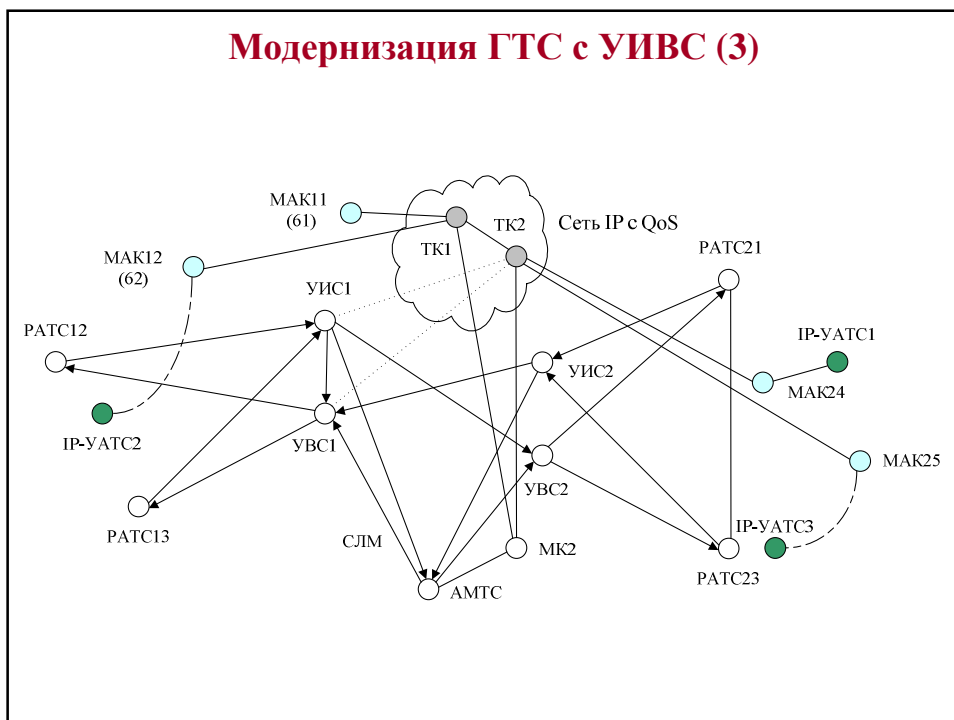 Модернизация ГТС с УИВС (3)
МАК11
(61)
ТК2
Сеть IP с QoS
ТК1
МАК12
(62)
РАТС21
УИС1
РАТС12
IP-УАТС1
УИС2
МАК24
IP-УАТС2
УВС1
МАК25
УВС2
РАТС13
СЛМ
IP-УАТС3
МК2
РАТС23
АМТС